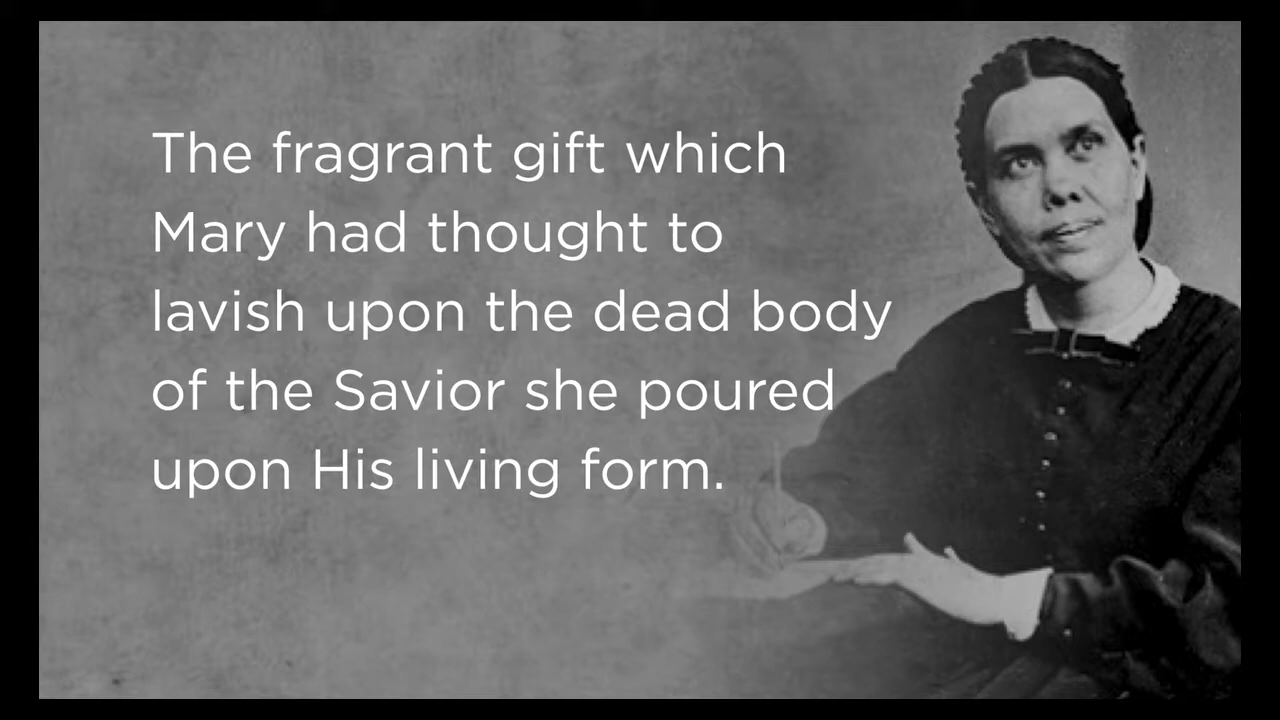 The fragrant gift which
Mary had thought to
lavish upon the dead body
of the Savior she poured
upon His living form.